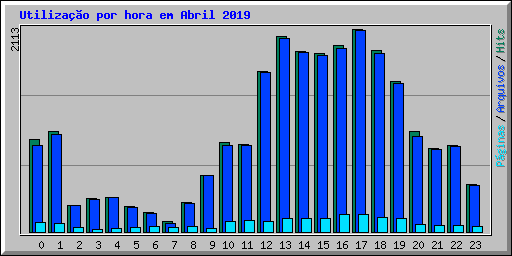 Utilização por hora em Abril 2019
2113
Páginas / Arquivos / Hits
0 1 2 3 4 5 6 7 8 9 10 11 12 13 14 15 16 17 18 19 20 21 22 23